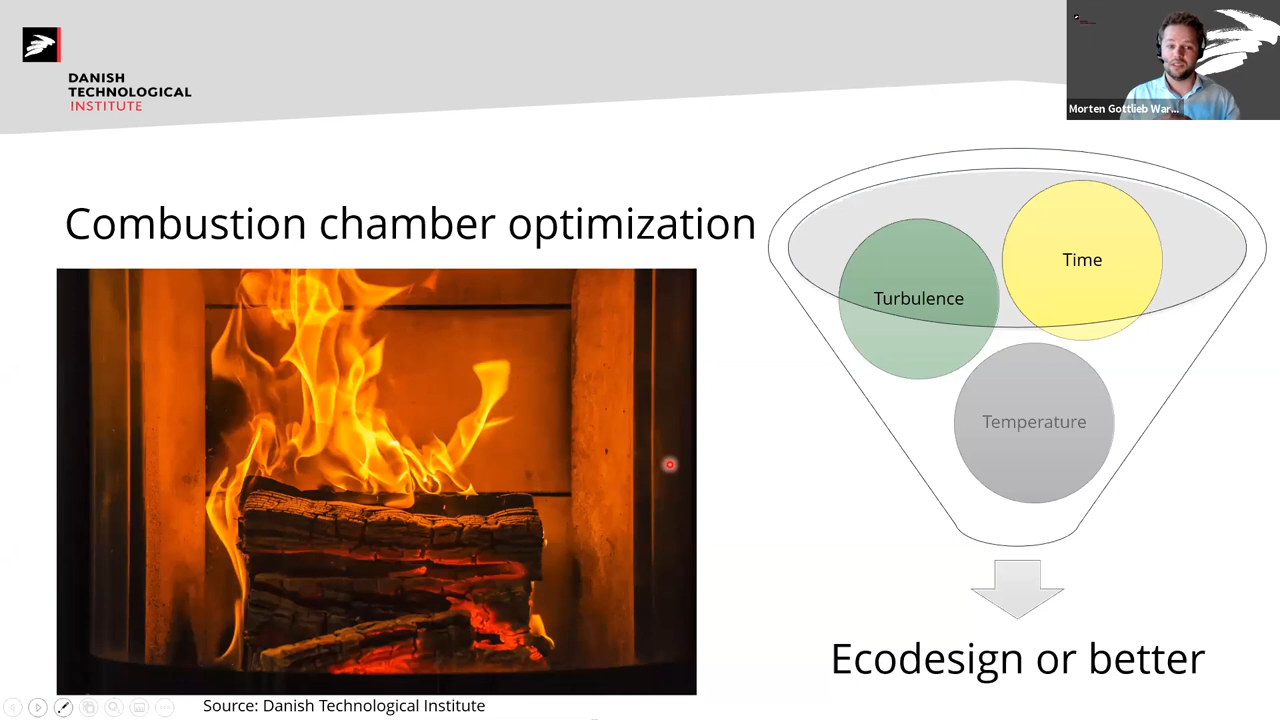 DANISH
TECHNOLOGICAL
INSTITUTE
Morten Gottlieb War...
Combustion chamber optimization
Time
Turbulence
Temperature
Ecodesign or better
Source: Danish Technological Institute